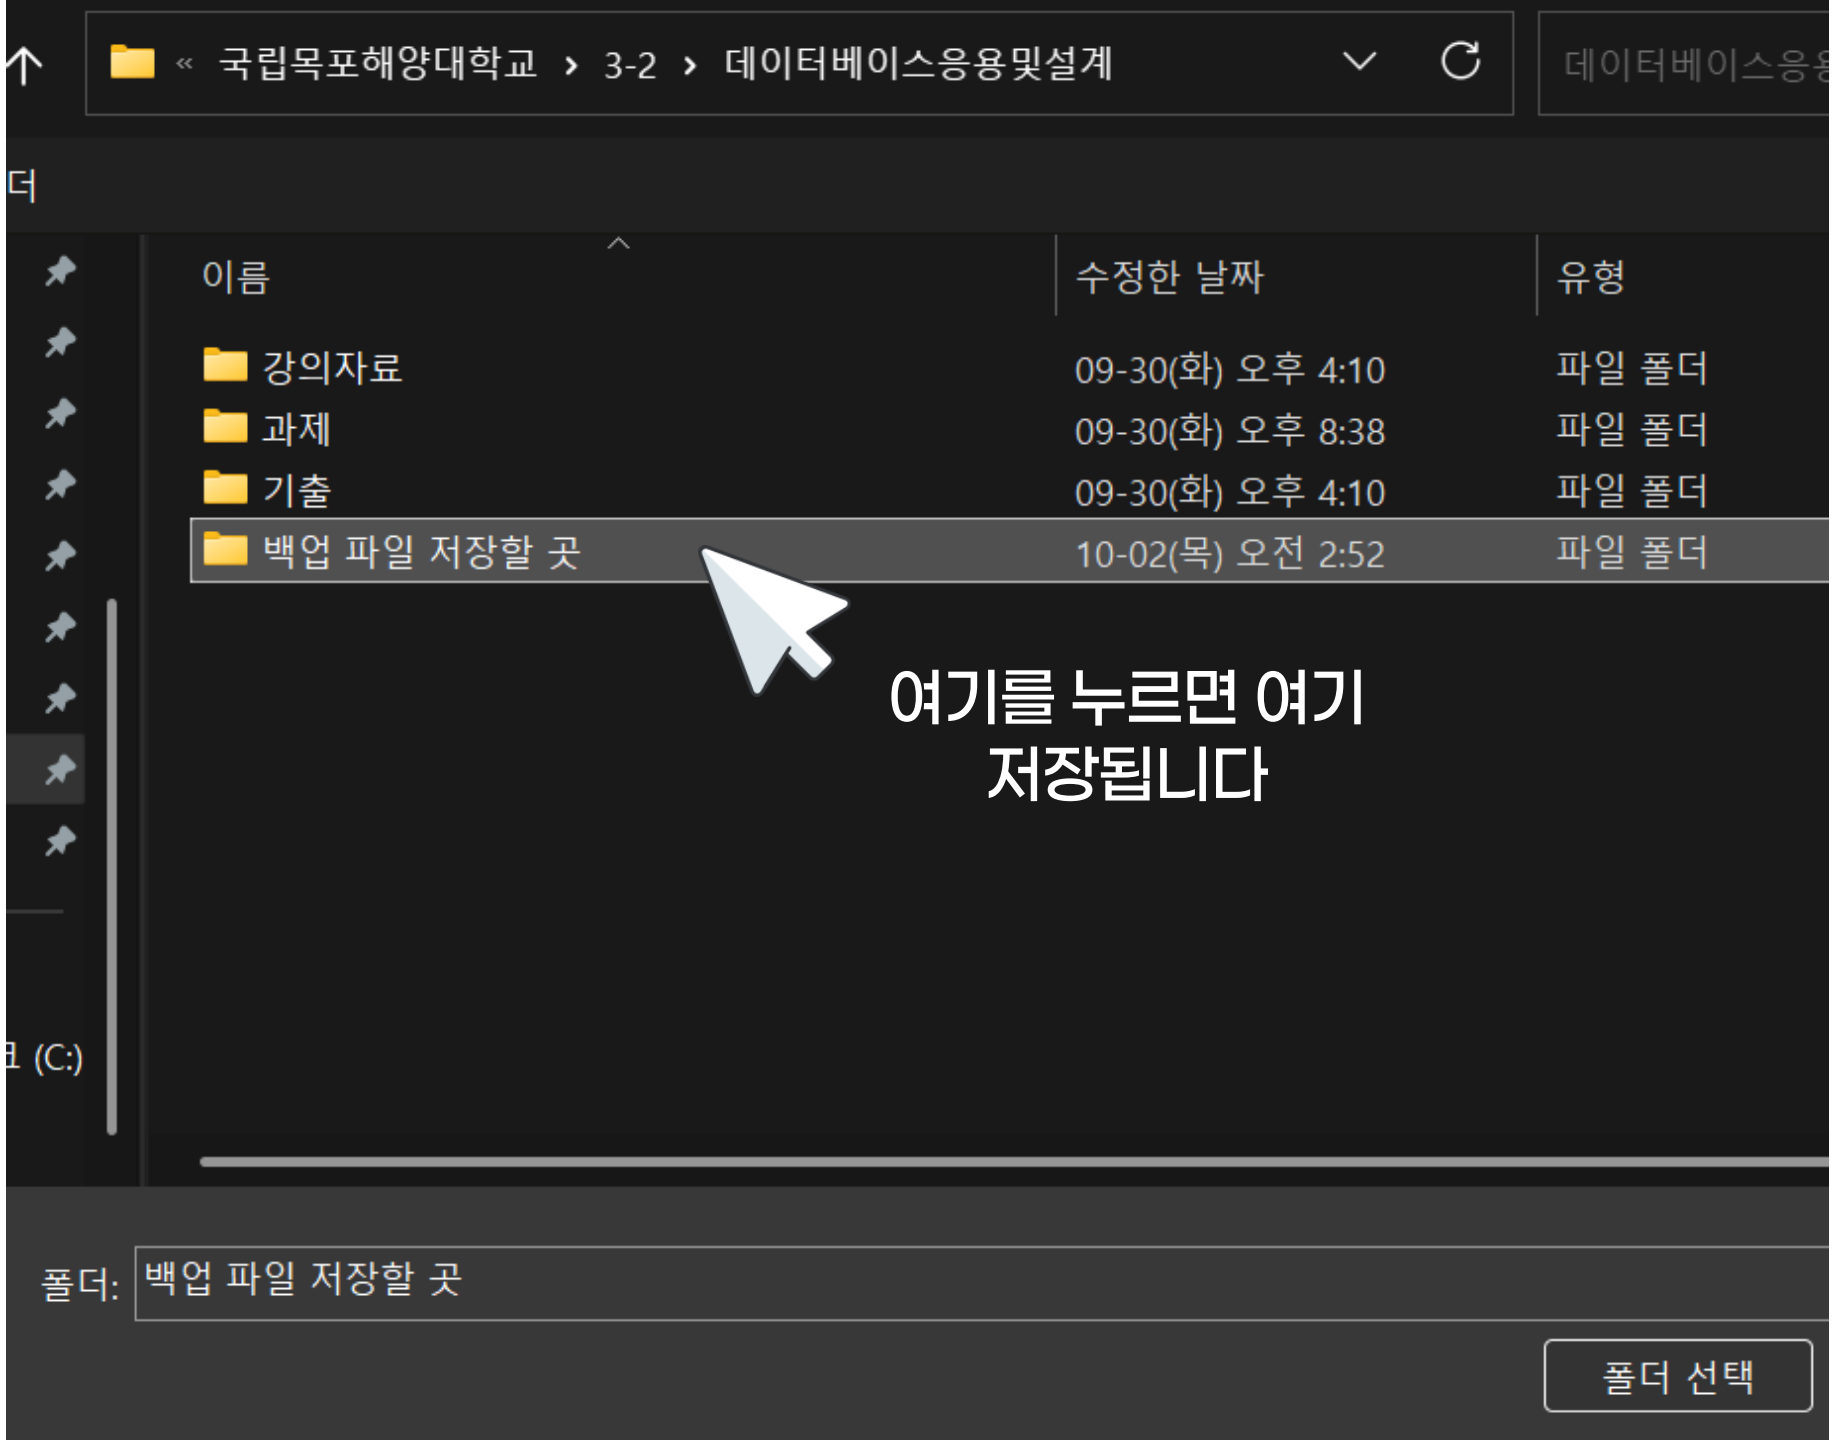 « 국립목포해양대학교 › 3-2 › 데이터베이스응용및설계
데이터베이스응용
더
이름 수정한 날짜 유형
강의자료 09-30(화) 오후 4:10 파일 폴더
과제 09-30(화) 오후 8:38 파일 폴더
기출 09-30(화) 오후 4:10 파일 폴더
백업 파일 저장할 곳 10-02(목) 오전 2:52 파일 폴더
여기를 누르면 여기
저장됩니다
(C:)
폴더: 백업 파일 저장할 곳
폴더 선택